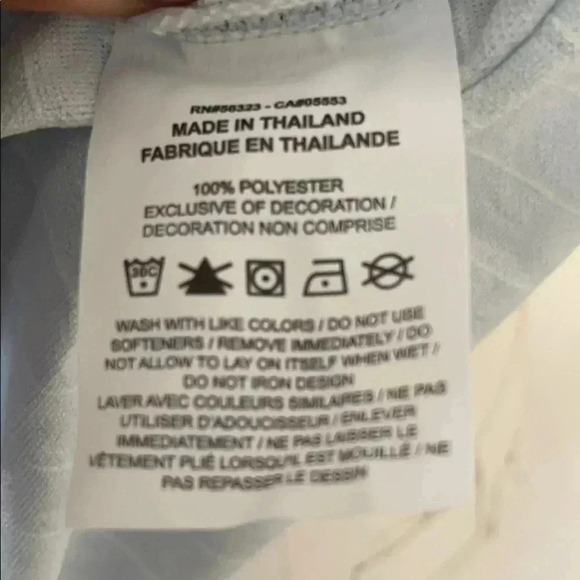 RN#56323 - CA#05553
MADE IN THAILAND
FABRIQUE EN THAILANDE
100% POLYESTER
EXCLUSIVE OF DECORATION /
DECORATION NON COMPRISE
30C
WASH WITH LIKE COLORS / DO NOT USE
SOFTENERS / REMOVE IMMEDIATELY / DO
NOT ALLOW TO LAY ON ITSELF WHEN WET /
DO NOT IRON DESIGN
LAVER AVEC COULEURS SIMILAIRES / NE PAS
UTILISER D'ADOUCISSEUR / ENLEVER
IMMEDIATEMENT / NE PAS LAISSER LE
VÊTEMENT PLIÉ LORSQU'IL EST MOUILLÉ / NE
PAS REPASSER LE DESSIN